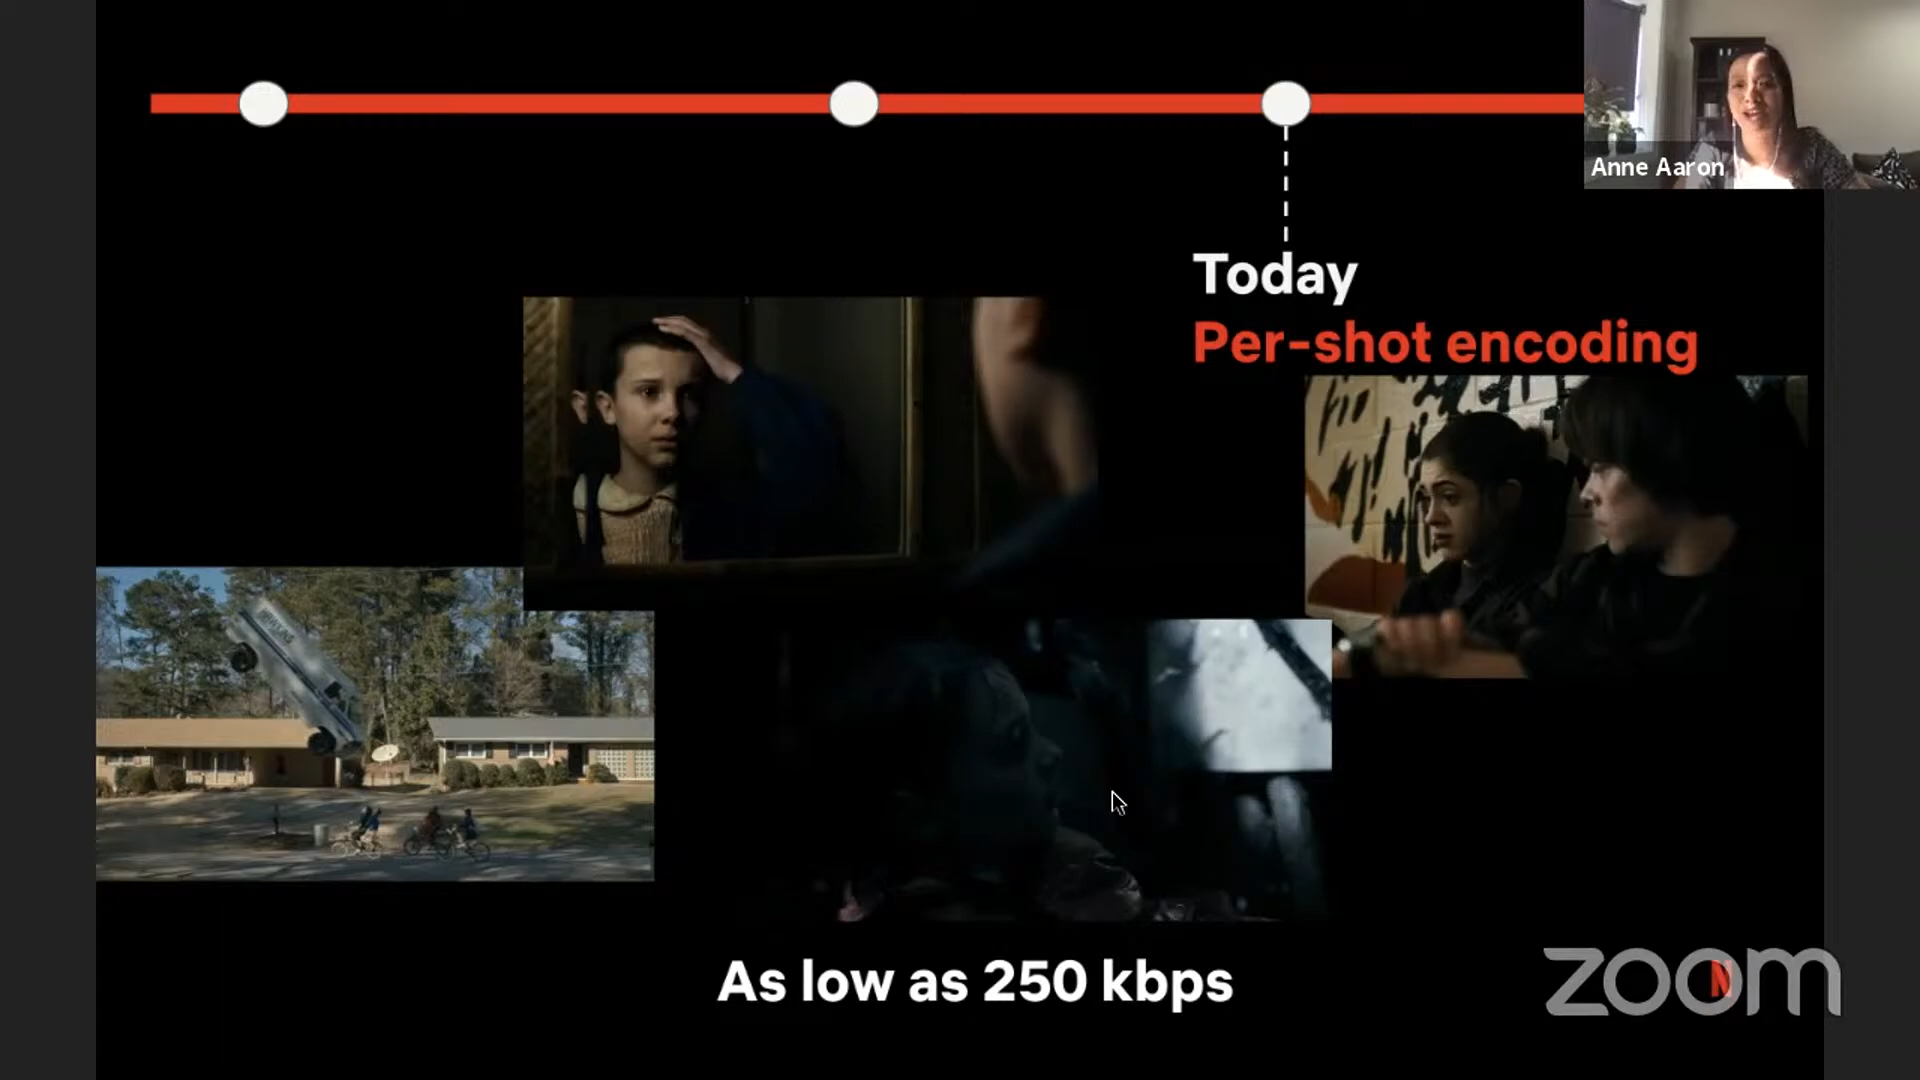 Anne Aaron
Today
Per-shot encoding
As low as 250 kbps
zoom
N